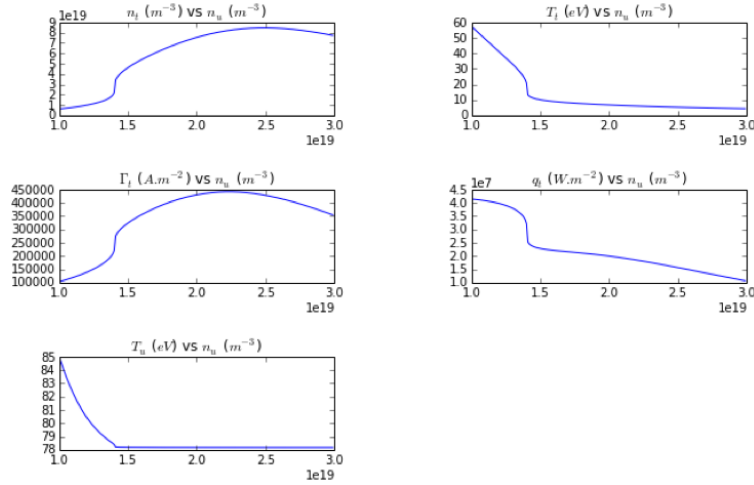 n_t (m^{-3}) vs n_u (m^{-3})
9 1e19
8
7
6
5
4
3
2
1
0
1.0 1.5 2.0 2.5 3.0
1e19
T_t (eV) vs n_u (m^{-3})
60
50
40
30
20
10
0
1.0 1.5 2.0 2.5 3.0
1e19
Γ_t (A.m^{-2}) vs n_u (m^{-3})
450000
400000
350000
300000
250000
200000
150000
100000
1.0 1.5 2.0 2.5 3.0
1e19
q_t (W.m^{-2}) vs n_u (m^{-3})
4.5 1e7
4.0
3.5
3.0
2.5
2.0
1.5
1.0
1.0 1.5 2.0 2.5 3.0
1e19
T_u (eV) vs n_u (m^{-3})
85
84
83
82
81
80
79
78
1.0 1.5 2.0 2.5 3.0
1e19